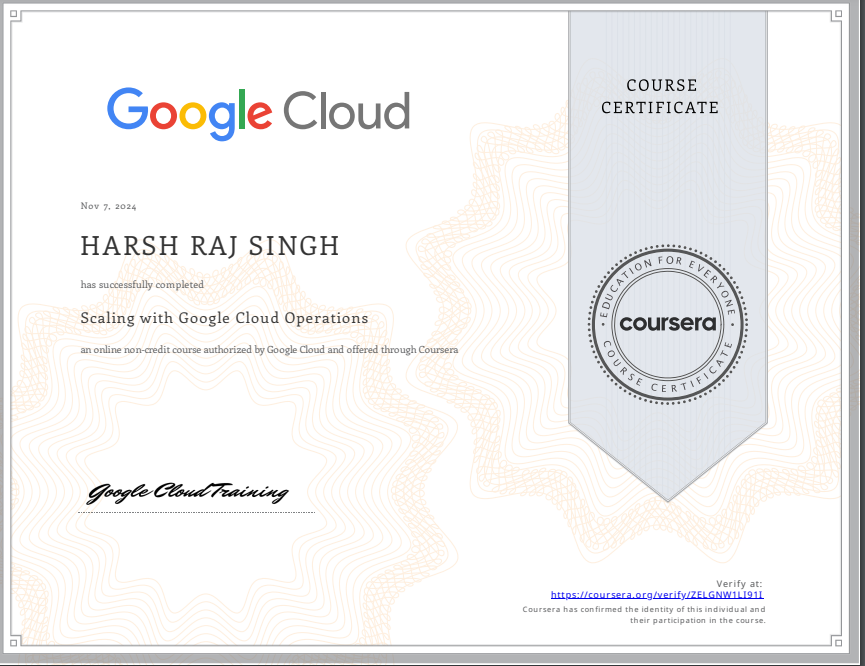 COURSE
CERTIFICATE
Google Cloud
Nov 7, 2024
HARSH RAJ SINGH
has successfully completed
Scaling with Google Cloud Operations
an online non-credit course authorized by Google Cloud and offered through Coursera
EDUCATION FOR EVERYONE
coursera
COURSE CERTIFICATE
Google Cloud Training
Verify at:
https://coursera.org/verify/ZELGNW1LI91I
Coursera has confirmed the identity of this individual and
their participation in the course.